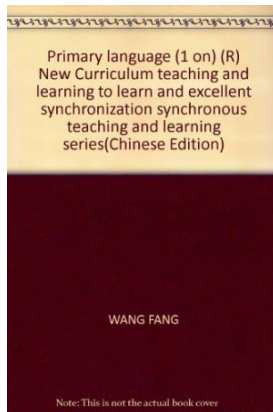 Primary language (1 on) (R)
New Curriculum teaching and
learning to learn and excellent
synchronization synchronous
teaching and learning
series(Chinese Edition)
WANG FANG
Note: This is not the actual book cover